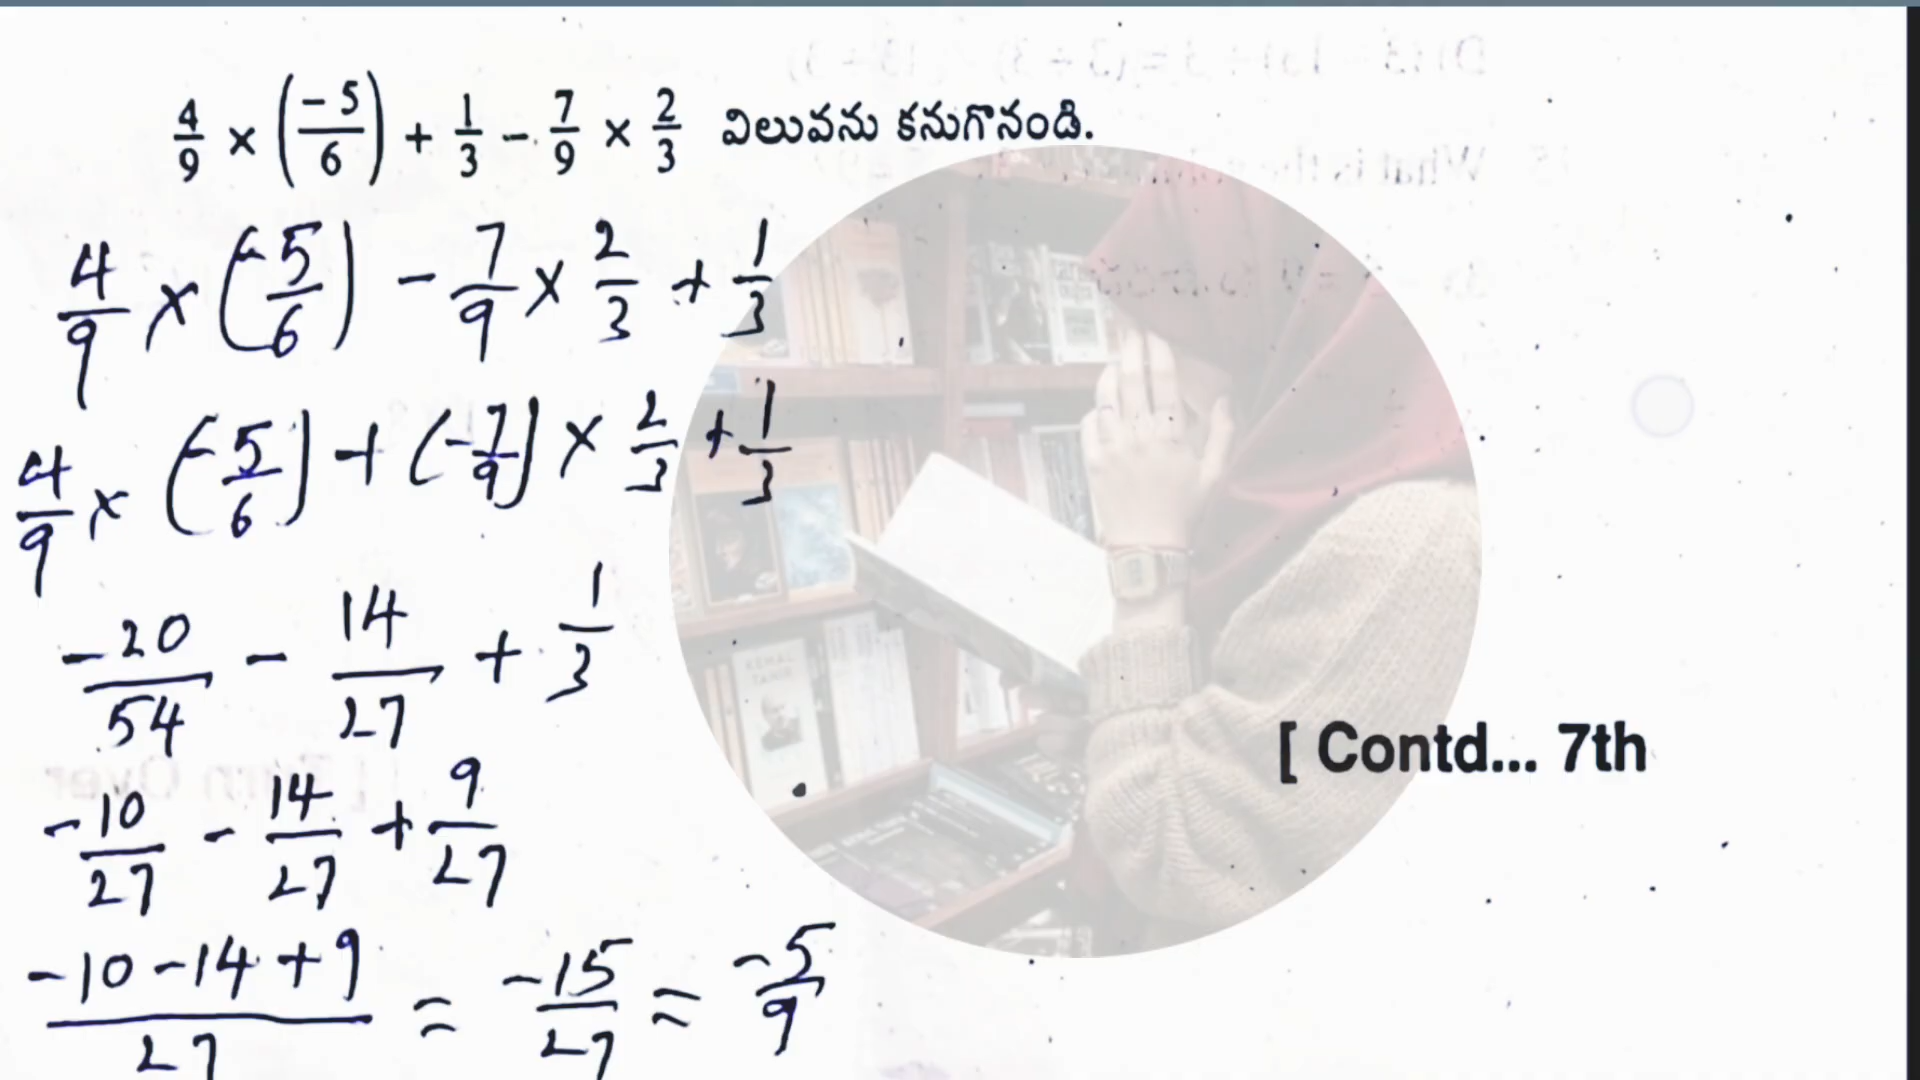 4/9 × (-5/6) + 1/3 - 7/9 × 2/3 విలువను కనుగొనండి.
4/9 × (-5/6) - 7/9 × 2/3 + 1/3
4/9 × (-5/6) + (-7/9) × 2/3 + 1/3
-20/54 - 14/27 + 1/3
[ Contd... 7th
-10/27 - 14/27 + 9/27
-10 -14 + 9/27 = -15/27 = -5/9